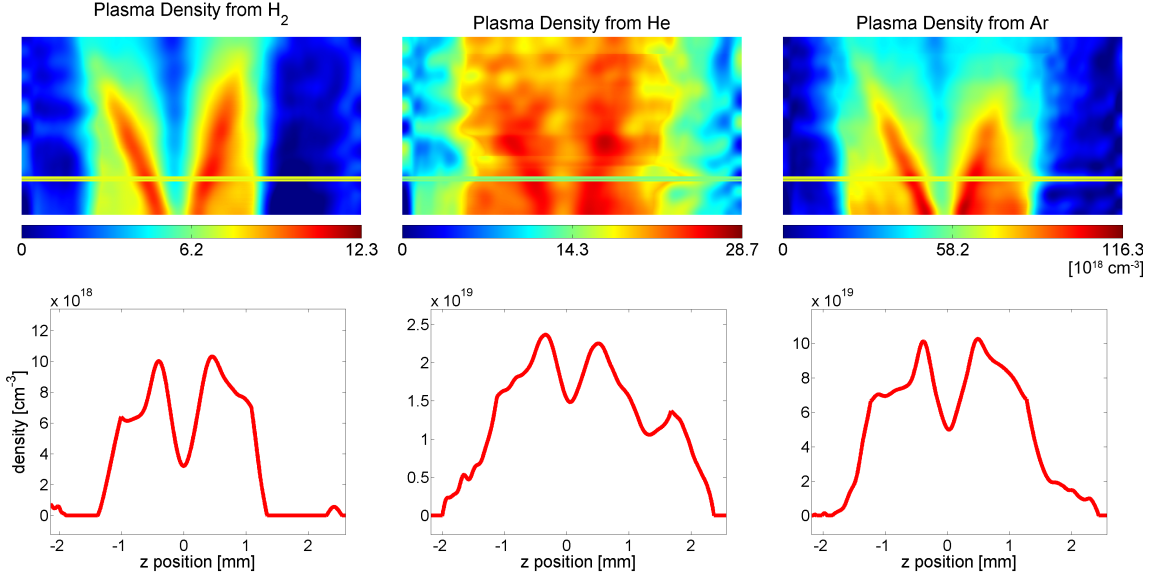 Plasma Density from H2
Plasma Density from He
Plasma Density from Ar
0 6.2 12.3
0 14.3 28.7
0 58.2 116.3
[10^18 cm^-3]
x 10^18
12
10
8
6
4
2
0
density [cm^-3]
-2 -1 0 1 2
z position [mm]
x 10^19
2.5
2
1.5
1
0.5
0
-2 -1 0 1 2
z position [mm]
x 10^19
10
8
6
4
2
0
-2 -1 0 1 2
z position [mm]